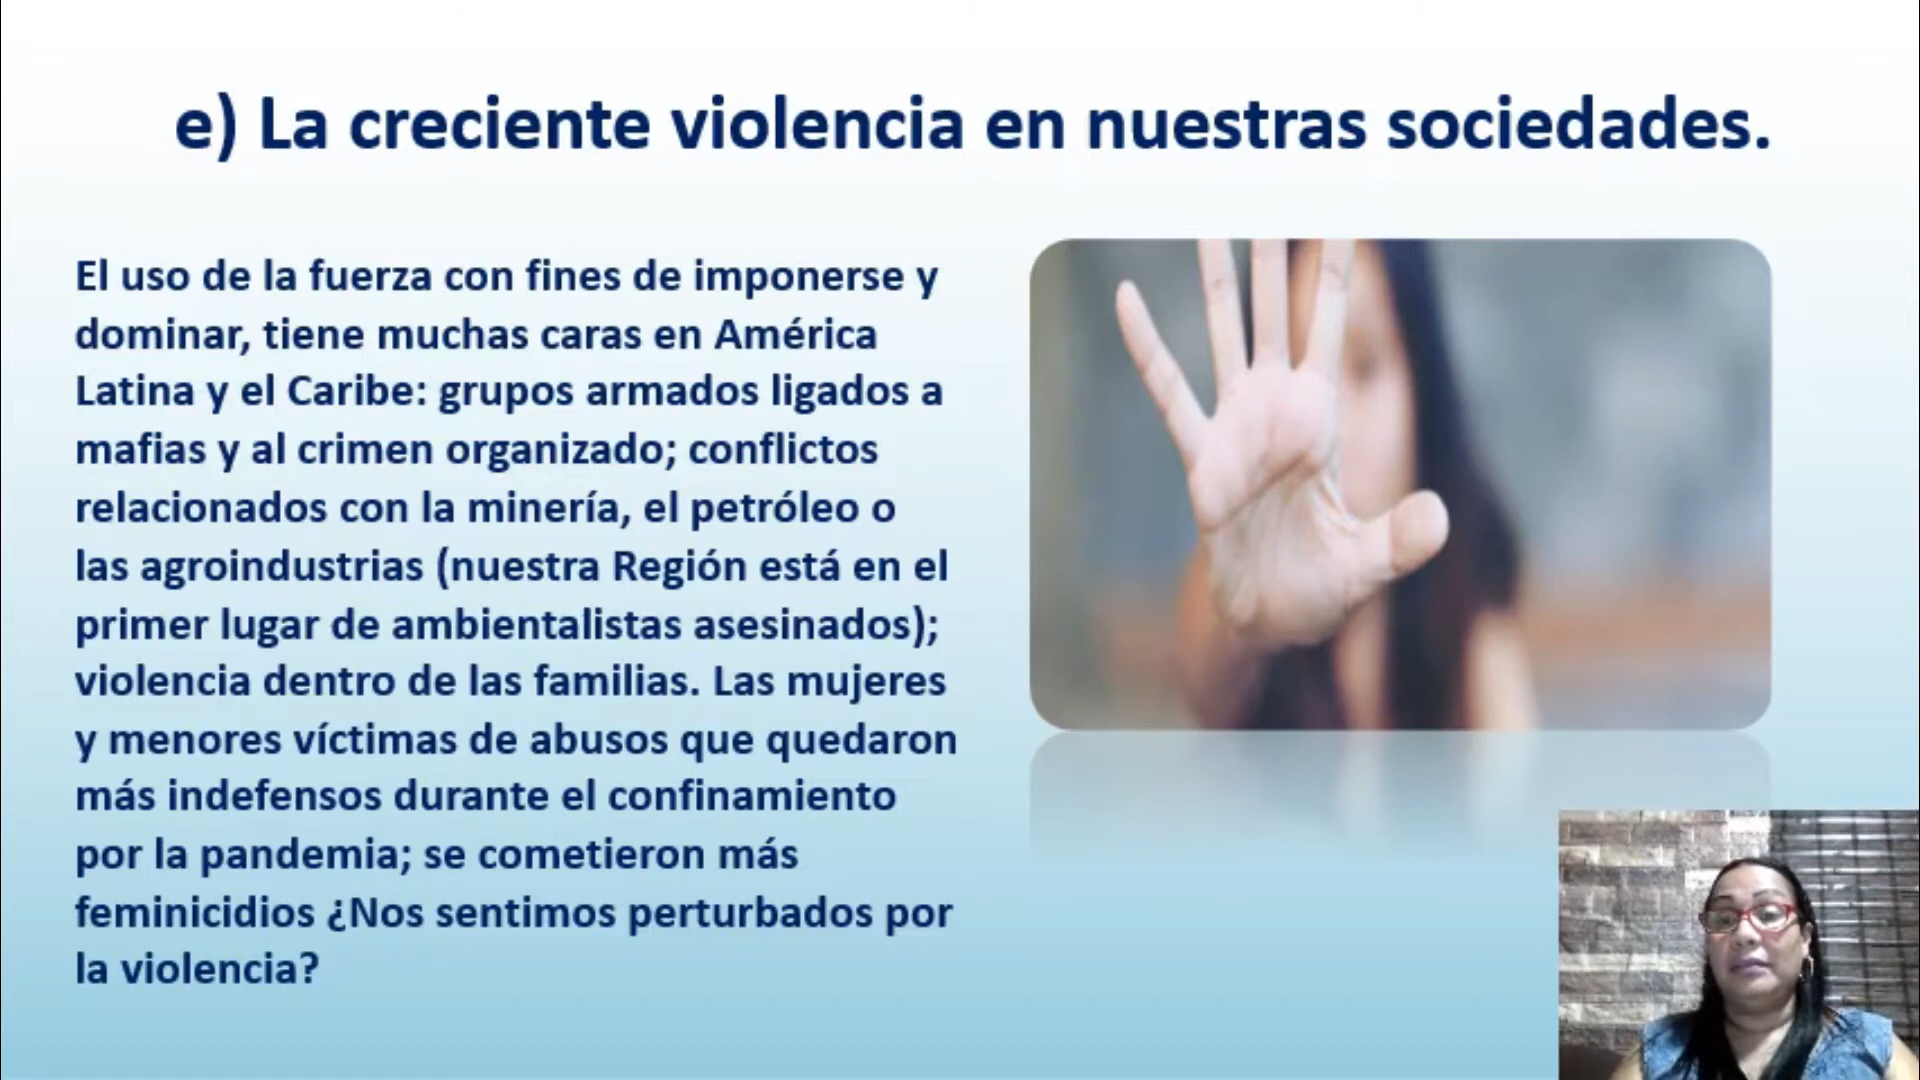 e) La creciente violencia en nuestras sociedades.
El uso de la fuerza con fines de imponerse y
dominar, tiene muchas caras en América
Latina y el Caribe: grupos armados ligados a
mafias y al crimen organizado; conflictos
relacionados con la minería, el petróleo o
las agroindustrias (nuestra Región está en el
primer lugar de ambientalistas asesinados);
violencia dentro de las familias. Las mujeres
y menores víctimas de abusos que quedaron
más indefensos durante el confinamiento
por la pandemia; se cometieron más
feminicidios ¿Nos sentimos perturbados por
la violencia?